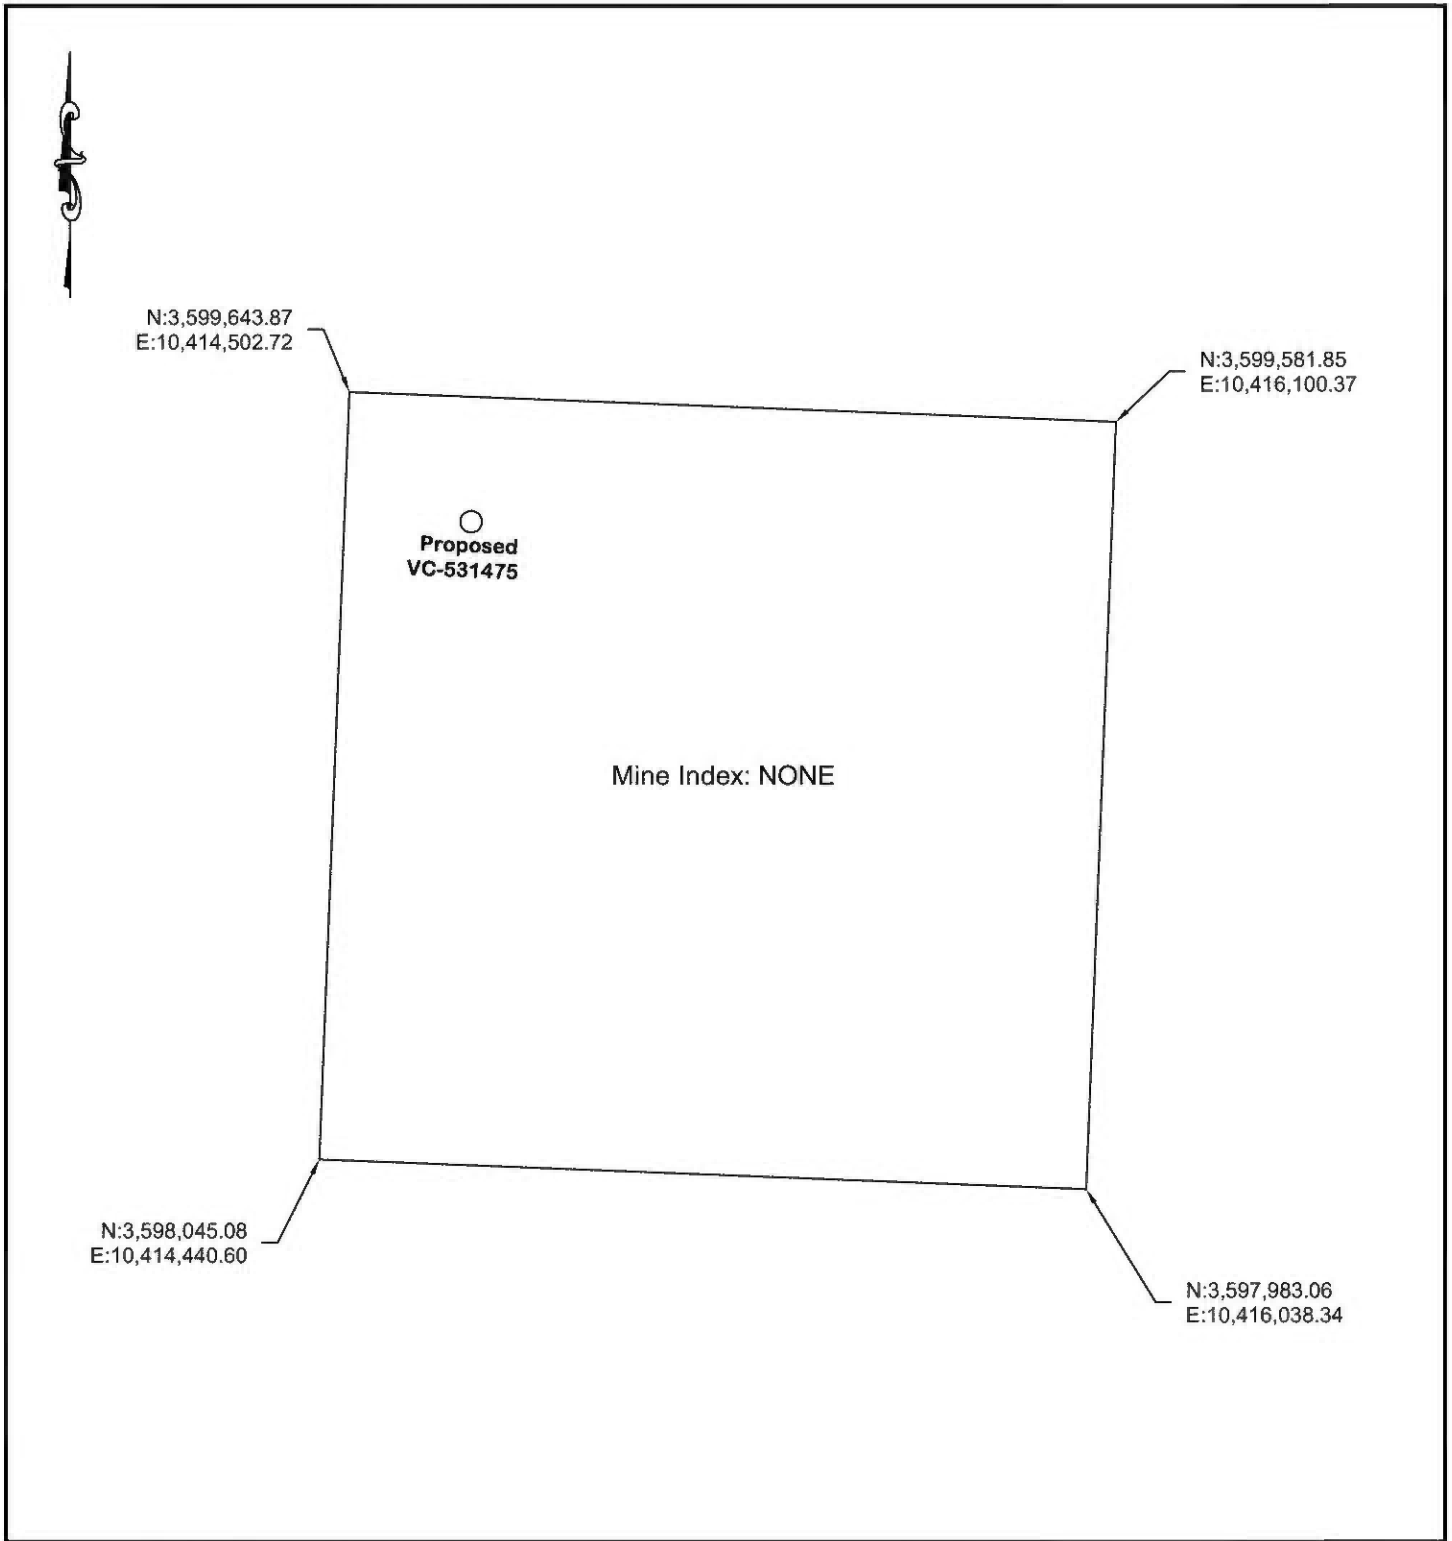 N:3,599,643.87
E:10,414,502.72
N:3,599,581.85
E:10,416,100.37
Proposed
VC-531475
Mine Index: NONE
N:3,598,045.08
E:10,414,440.60
N:3,597,983.06
E:10,416,038.34